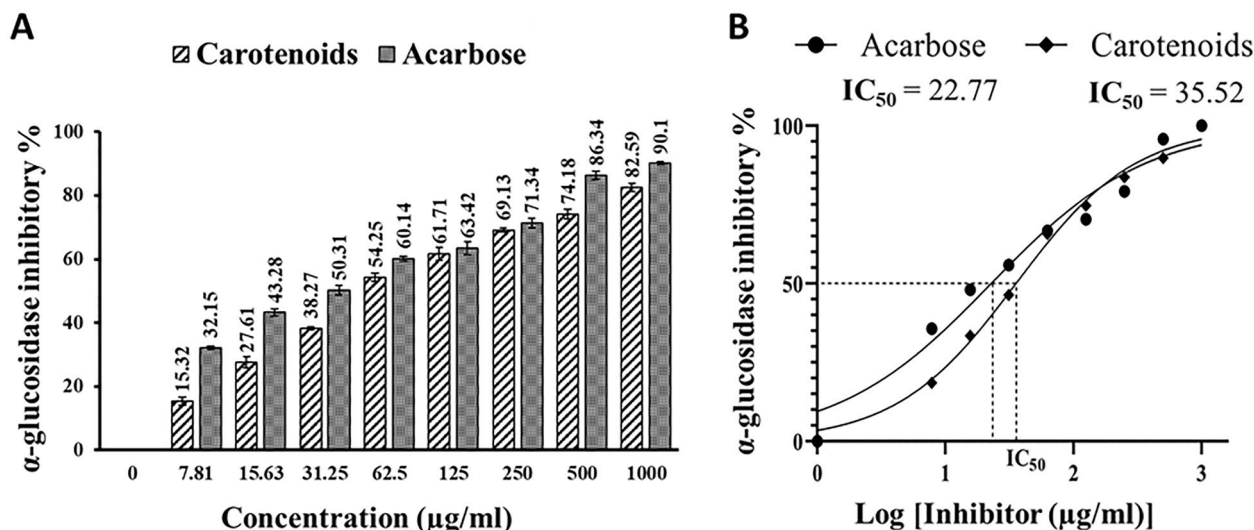 A
Carotenoids Acarbose
α-glucosidase inhibitory %
100
80
60
40
20
0
15.32 32.15 27.61 43.28 38.27 50.31 54.25 60.14 61.71 63.42 69.13 71.34 74.18 86.34 82.59 90.1
0 7.81 15.63 31.25 62.5 125 250 500 1000
Concentration (µg/ml)
B
Acarbose Carotenoids
IC50 = 22.77 IC50 = 35.52
α-glucosidase inhibitory %
100
50
0
0 1 IC50 2 3
Log [Inhibitor (µg/ml)]